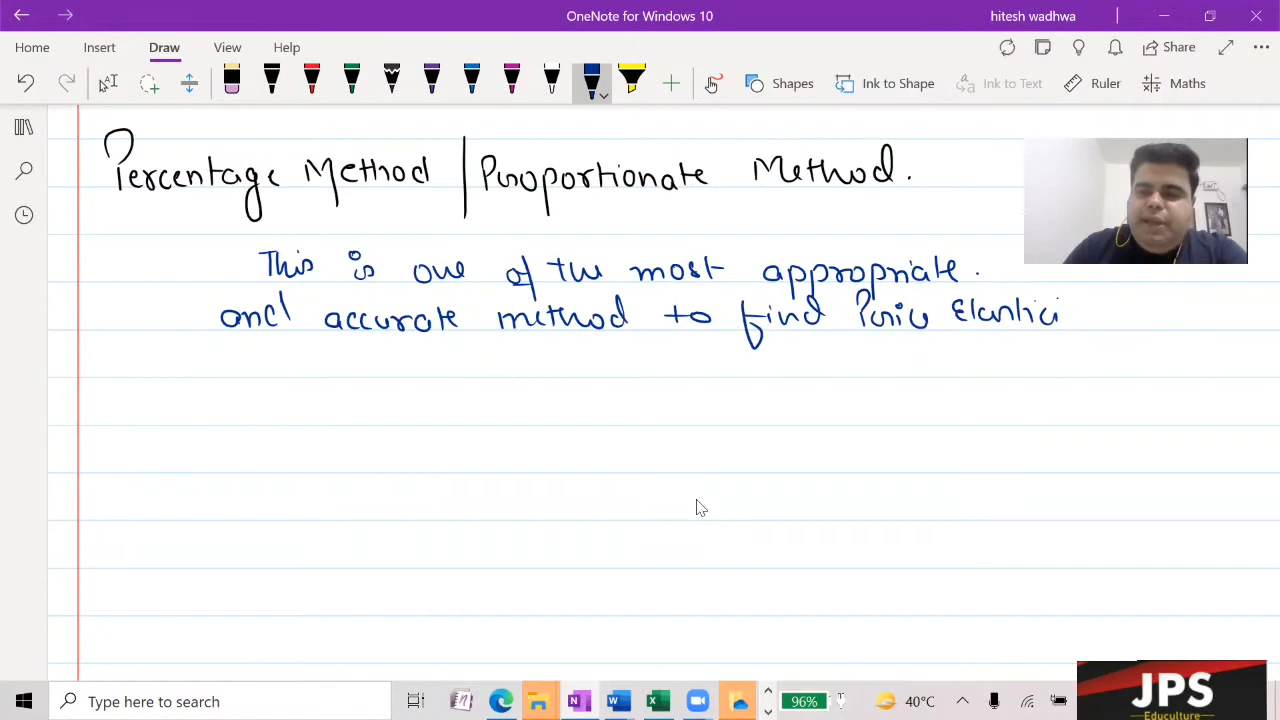 OneNote for Windows 10
hitesh wadhwa
Home Insert Draw View Help
Share
Shapes Ink to Shape Ink to Text Ruler Maths
Percentage Method | Proportionate Method.
This is one of the most appropriate.
and accurate method to find Price Elastici
Type here to search
96%
40°C
JPS
Educulture